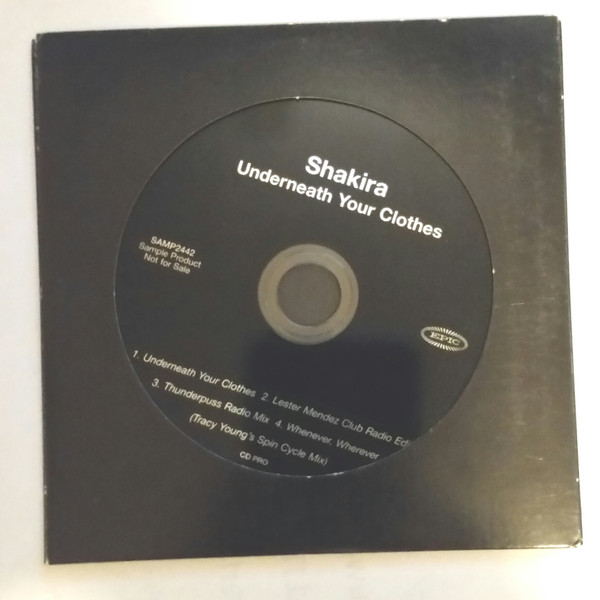 Shakira
Underneath Your Clothes
SAMP2442
Sample Product
Not for Sale
EPIC
1. Underneath Your Clothes 2. Lester Mendez Club Radio
3. Thunderpuss Radio Mix 4. Whenever, Wherever
(Tracy Young's Spin Cycle Mix)
CD PRO